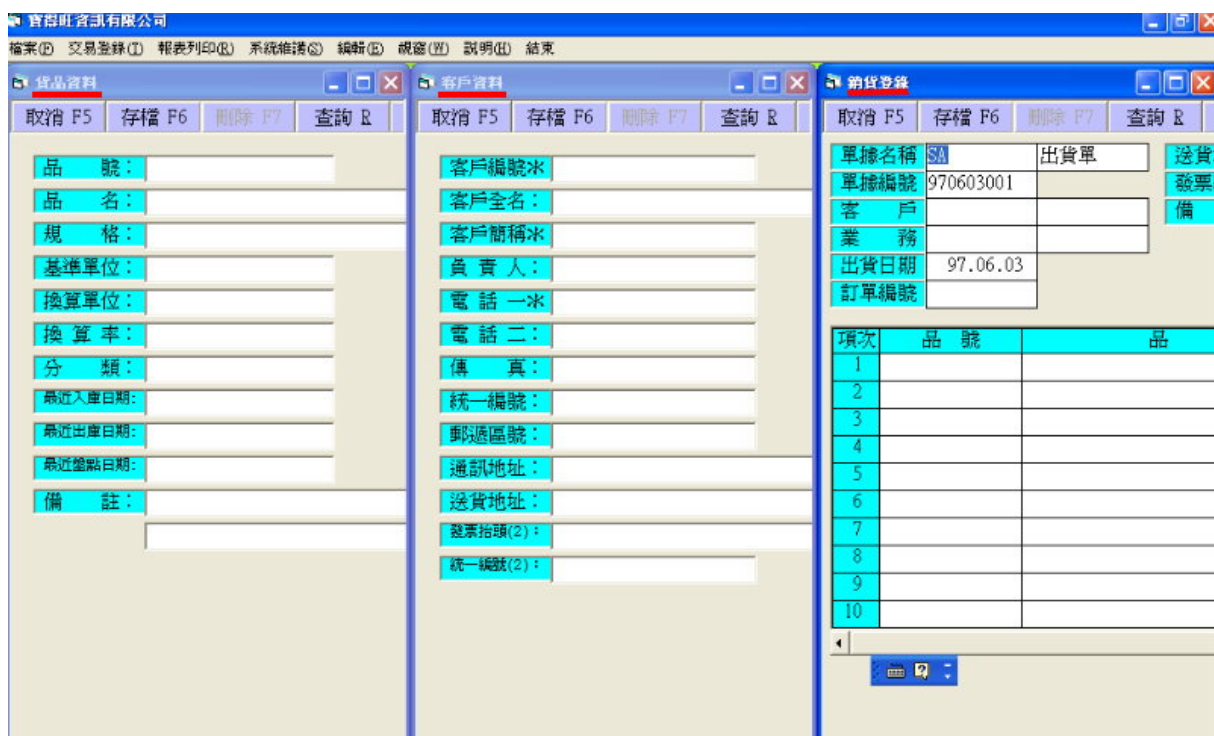 寶得旺資訊有限公司
檔案(F) 交易登錄(T) 報表列印(R) 系統維護(S) 編輯(E) 視窗(W) 說明(H) 結束
貨品資料
取消 F5 存檔 F6 刪除 F7 查詢 R
品 號：
品 名：
規 格：
基準單位：
換算單位：
換 算 率：
分 類：
最近入庫日期:
最近出庫日期:
最近盤點日期:
備 註：
客戶資料
取消 F5 存檔 F6 刪除 F7 查詢 R
客戶編號※
客戶全名：
客戶簡稱※
負 責 人：
電 話 一※
電 話 二：
傳 真：
統一編號：
郵遞區號：
通訊地址：
送貨地址：
發票抬頭(2)：
統一編號(2)：
銷貨登錄
取消 F5 存檔 F6 刪除 F7 查詢 R
單據名稱 SA 出貨單 送貨
單據編號 970603001 發票
客 戶 備
業 務
出貨日期 97.06.03
訂單編號
項次 品 號 品
1
2
3
4
5
6
7
8
9
10